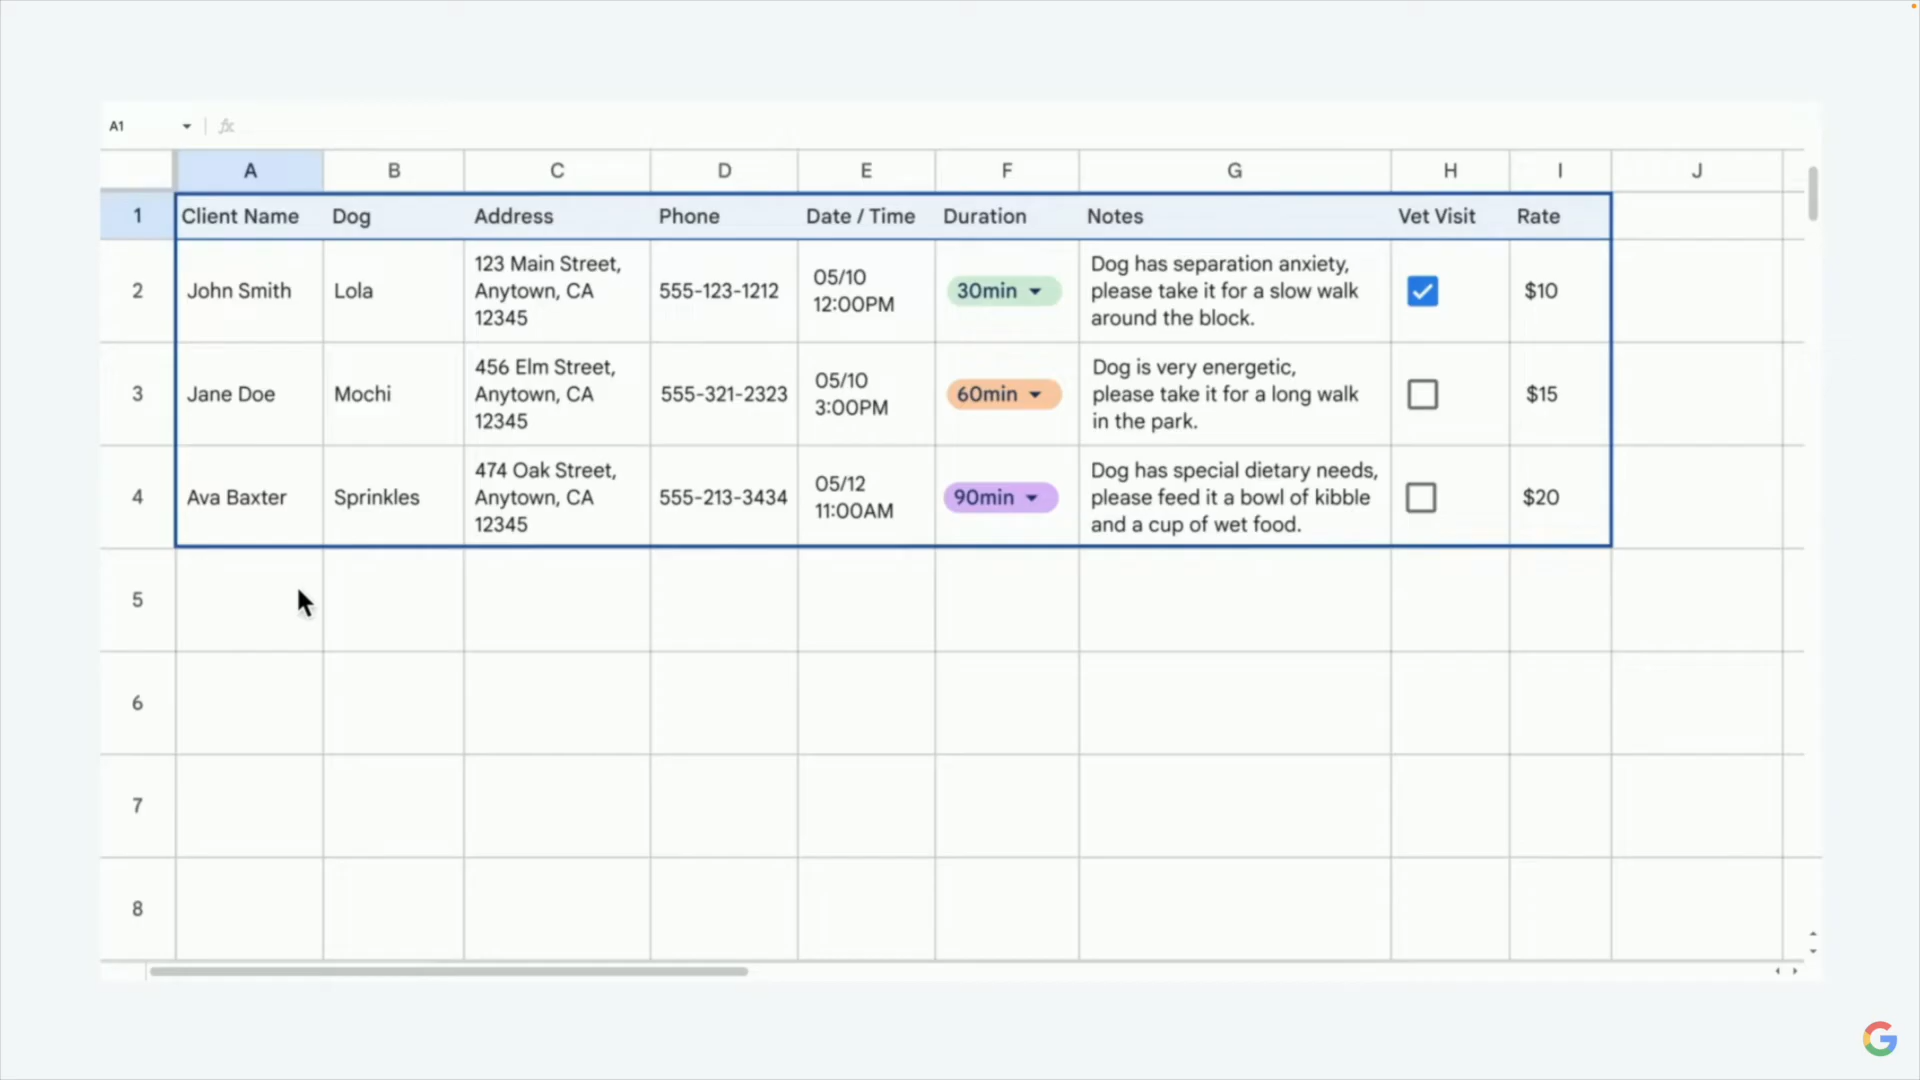 A1
fx
A B C D E F G H I J
1 Client Name Dog Address Phone Date / Time Duration Notes Vet Visit Rate
2 John Smith Lola
123 Main Street,
Anytown, CA
12345
555-123-1212
05/10
12:00PM
30min
Dog has separation anxiety,
please take it for a slow walk
around the block.
$10
3 Jane Doe Mochi
456 Elm Street,
Anytown, CA
12345
555-321-2323
05/10
3:00PM
60min
Dog is very energetic,
please take it for a long walk
in the park.
$15
4 Ava Baxter Sprinkles
474 Oak Street,
Anytown, CA
12345
555-213-3434
05/12
11:00AM
90min
Dog has special dietary needs,
please feed it a bowl of kibble
and a cup of wet food.
$20
5
6
7
8
G